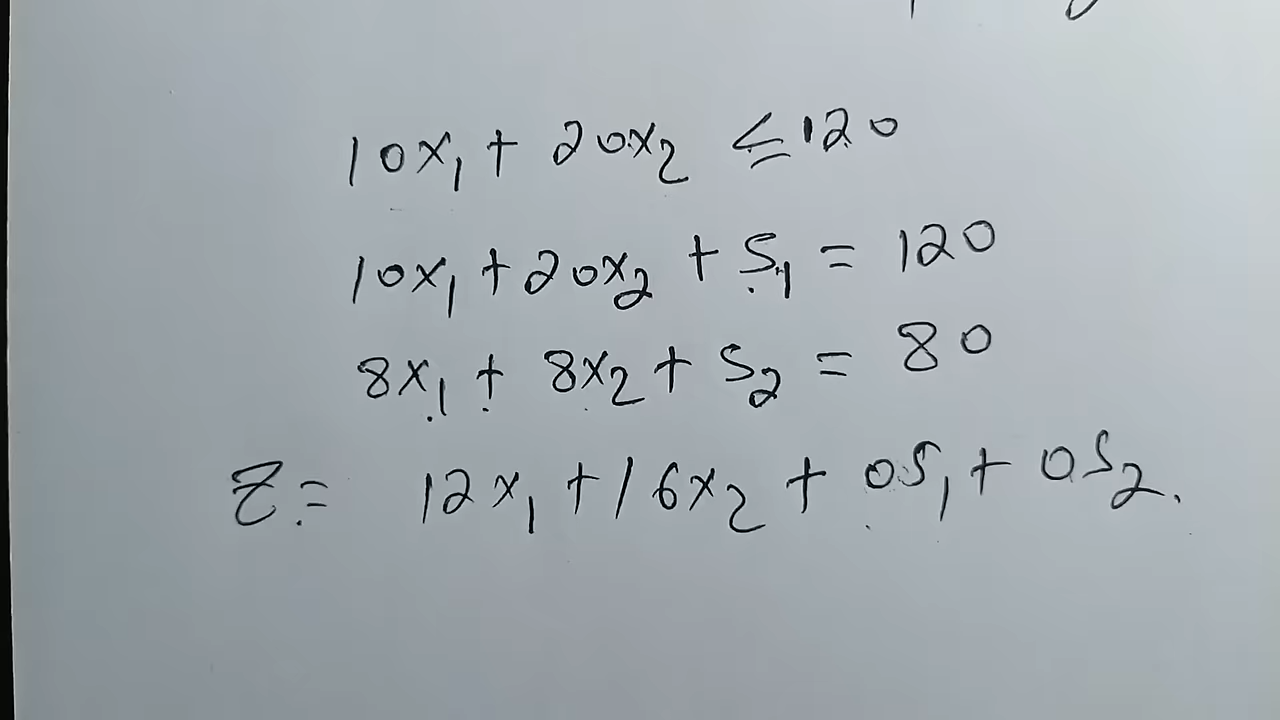 10x₁ + 20x₂ ≤ 120
10x₁ + 20x₂ + S₁ = 120
8x₁ + 8x₂ + S₂ = 80
Z = 12x₁ + 16x₂ + 0S₁ + 0S₂.